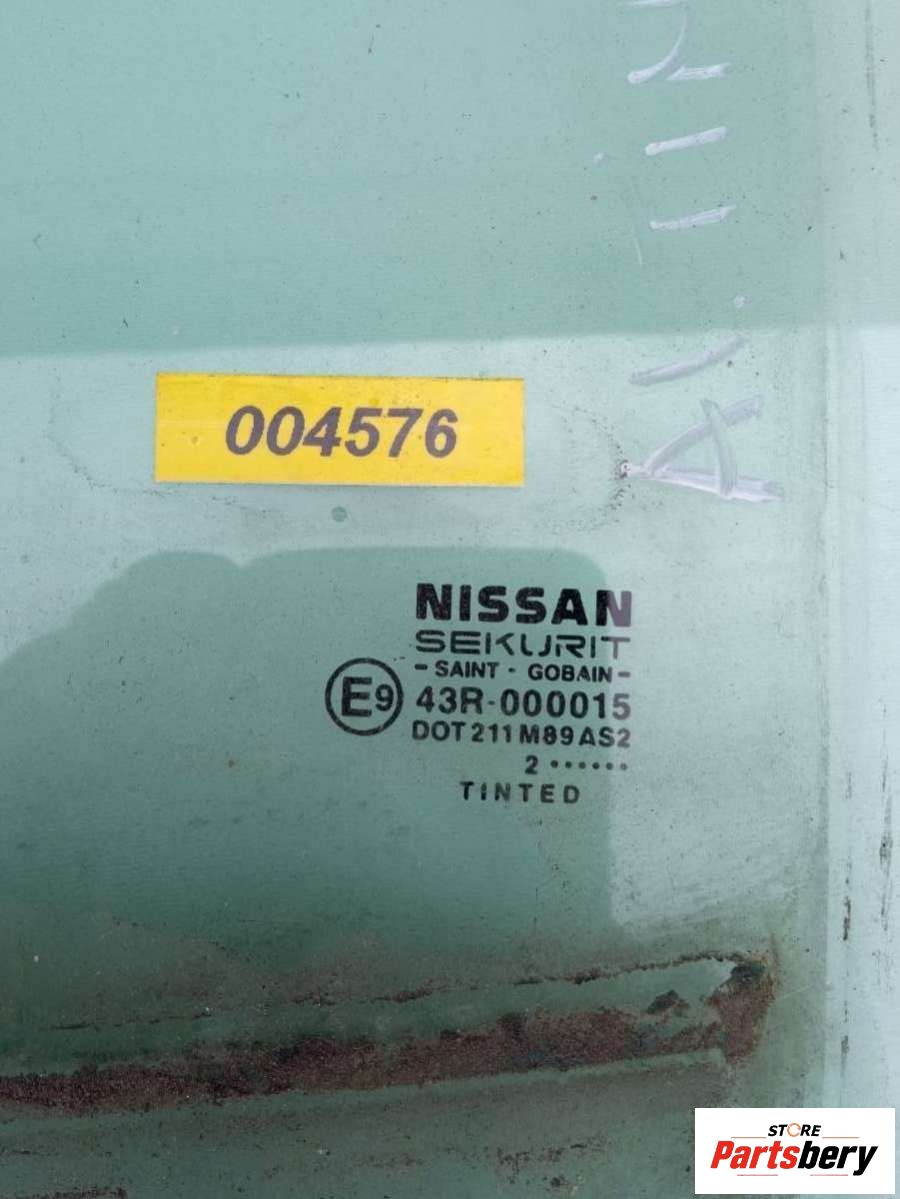 004576
NISSAN
SEKURIT
- SAINT - GOBAIN -
E9 43R-000015
DOT 211 M89 AS2
2 ••••••
TINTED
STORE
Partsbery